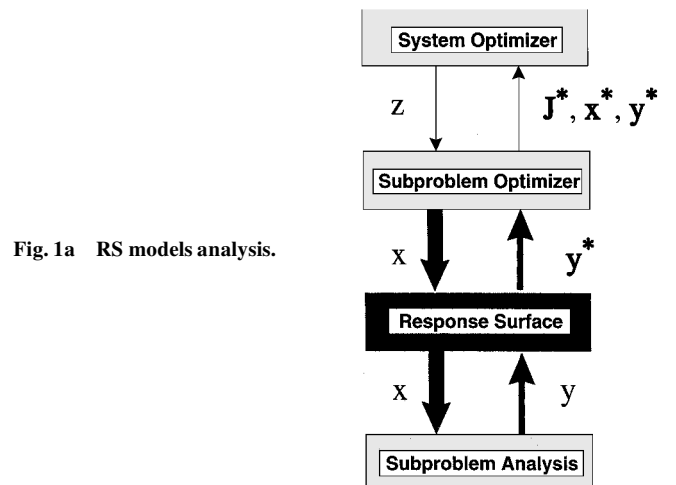 System Optimizer
z
J*, x*, y*
Subproblem Optimizer
Fig. 1a RS models analysis.
x
y*
Response Surface
x
y
Subproblem Analysis